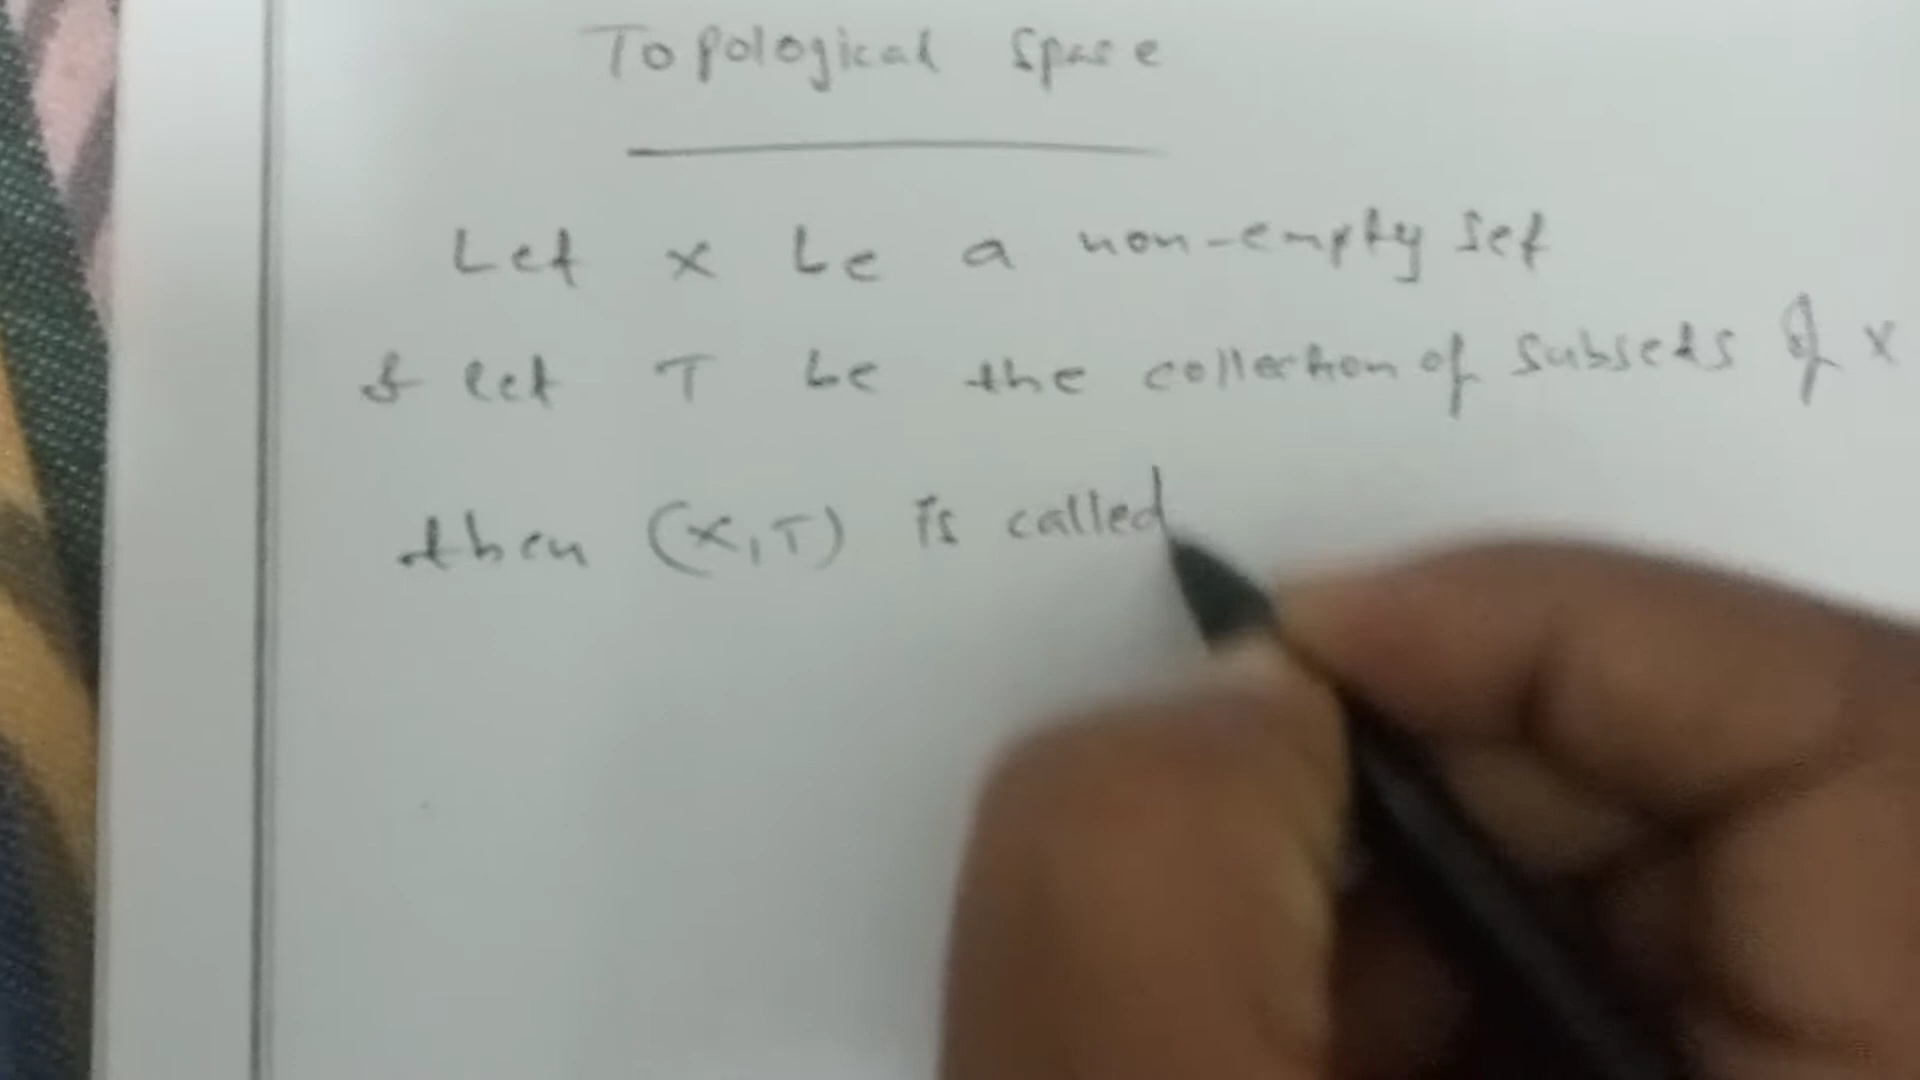 Topological Space
Let x be a non-empty set
& let T be the collection of subsets of x
then (x,T) is called